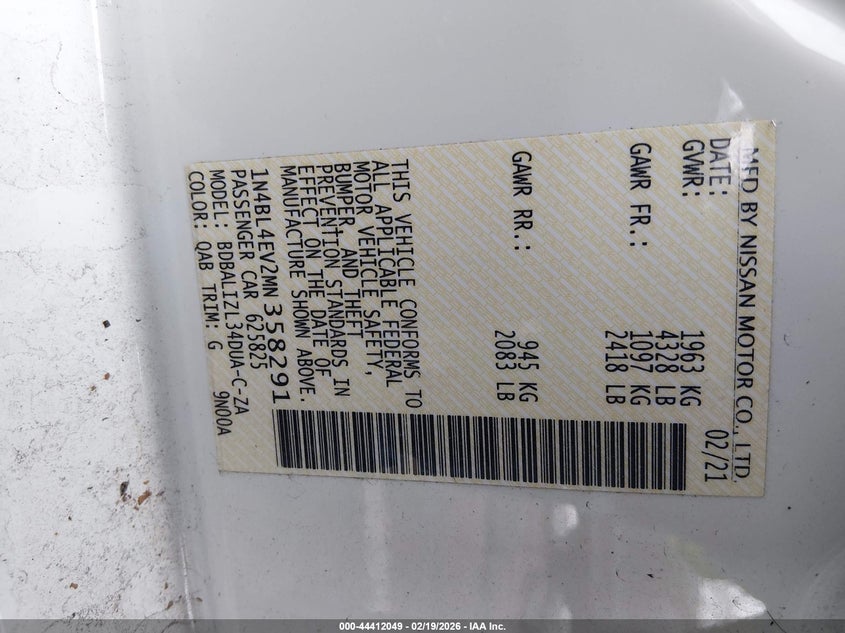 MFD BY NISSAN MOTOR CO., LTD.
DATE: 02/21
GVWR: 1963 KG
4328 LB
GAWR FR.: 1097 KG
2418 LB
GAWR RR.: 945 KG
2083 LB
THIS VEHICLE CONFORMS TO
ALL APPLICABLE FEDERAL
MOTOR VEHICLE SAFETY,
BUMPER, AND THEFT
PREVENTION STANDARDS IN
EFFECT ON THE DATE OF
MANUFACTURE SHOWN ABOVE.
1N4BL4EV2MN358291
PASSENGER CAR 625825
MODEL: BDBALIZL34DUA-C-ZA
COLOR: QAB TRIM: G 9N00A
000-44412049 - 02/19/2026 - IAA Inc.